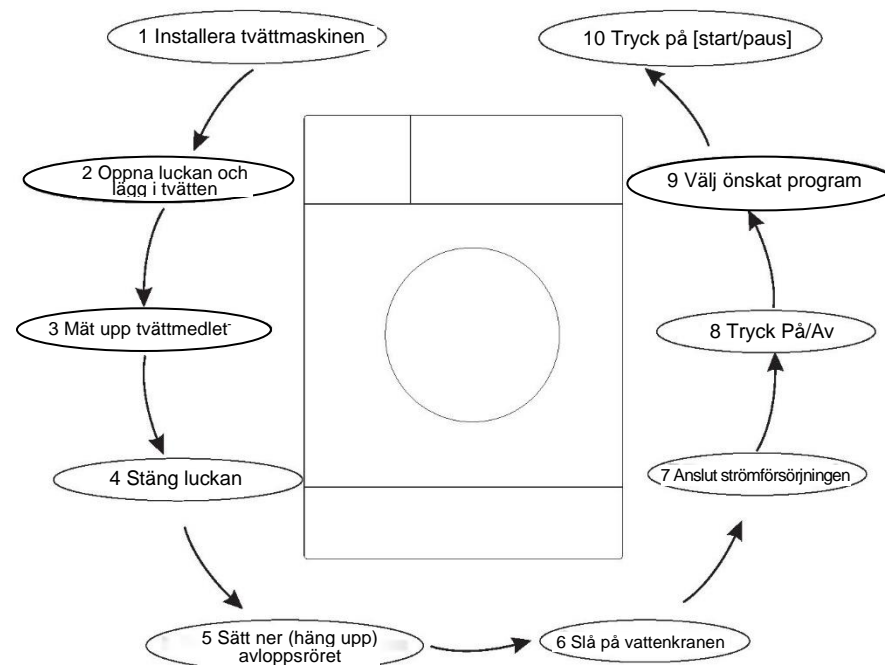 1 Installera tvättmaskinen
2 Oppna luckan och
lägg i tvätten
3 Mät upp tvättmedlet
4 Stäng luckan
5 Sätt ner (häng upp)
avloppsröret
6 Slå på vattenkranen
7 Anslut strömförsörjningen
8 Tryck På/Av
9 Välj önskat program
10 Tryck på [start/paus]